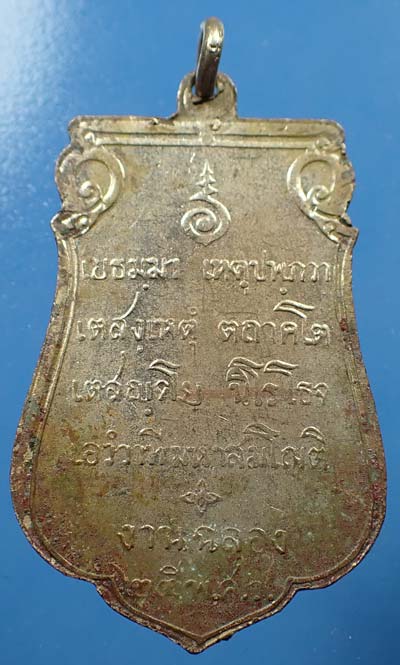 เยธมฺมา เหตุปฺปภวา
เตสํเหตุํ ตถาคโต
เตสญฺจโย นิโรโธจ
เอวํวาทีมหาสมโณติ
งานฉลอง